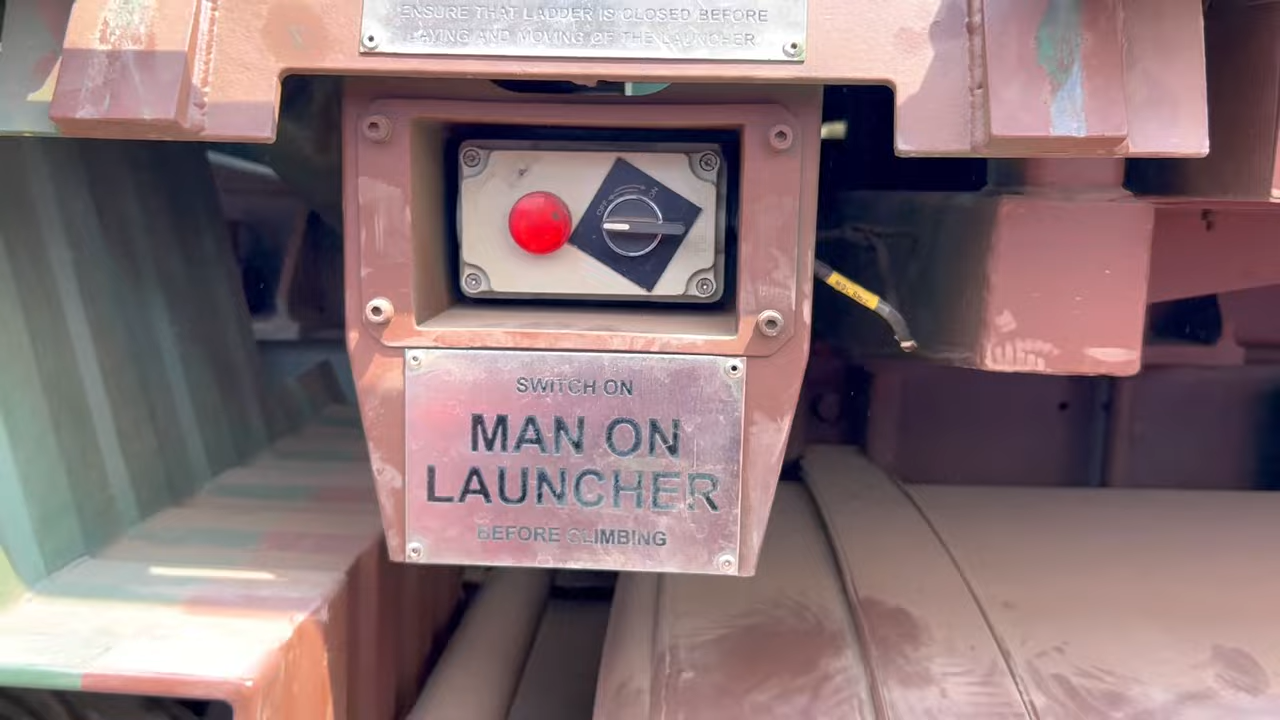 ENSURE THAT LADDER IS CLOSED BEFORE
LAYING AND MOVING OF THE LAUNCHER
OFF
ON
SWITCH ON
MAN ON
LAUNCHER
BEFORE CLIMBING